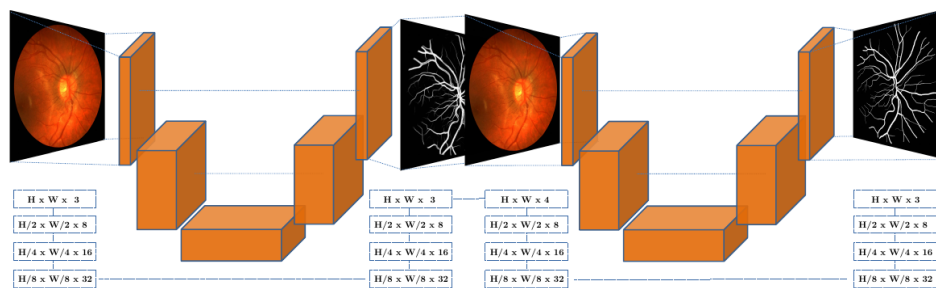 H x W x 3
H/2 x W/2 x 8
H/4 x W/4 x 16
H/8 x W/8 x 32
H x W x 3
H/2 x W/2 x 8
H/4 x W/4 x 16
H/8 x W/8 x 32
H x W x 4
H/2 x W/2 x 8
H/4 x W/4 x 16
H/8 x W/8 x 32
H x W x 3
H/2 x W/2 x 8
H/4 x W/4 x 16
H/8 x W/8 x 32